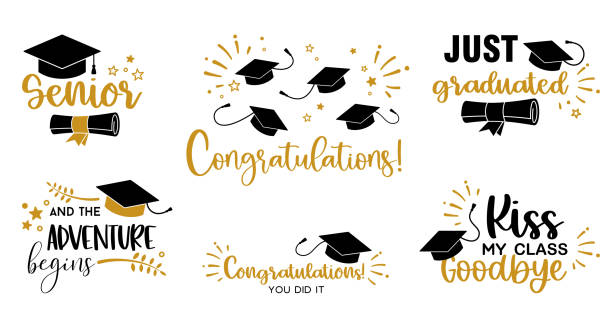 Senior
Congratulations!
JUST
graduated
AND THE
ADVENTURE
begins
Congratulations!
YOU DID IT
Kiss
MY CLASS
Goodbye